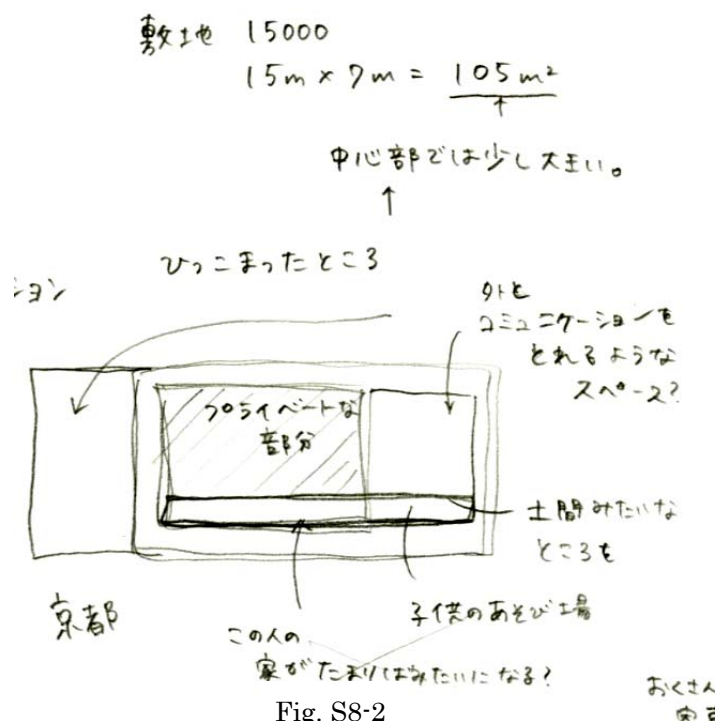 敷地 15000
15m × 7m = 105m²
↑
中心部では少し大きい。
↑
ひっこまったところ
ション
外と
コミュニケーションを
とれるような
スペース?
プライベートな
部分
土間みたいな
ところを
京都
子供のあそび場
この人の
家がたまりばみたいになる?
おくさん
Fig. S8-2